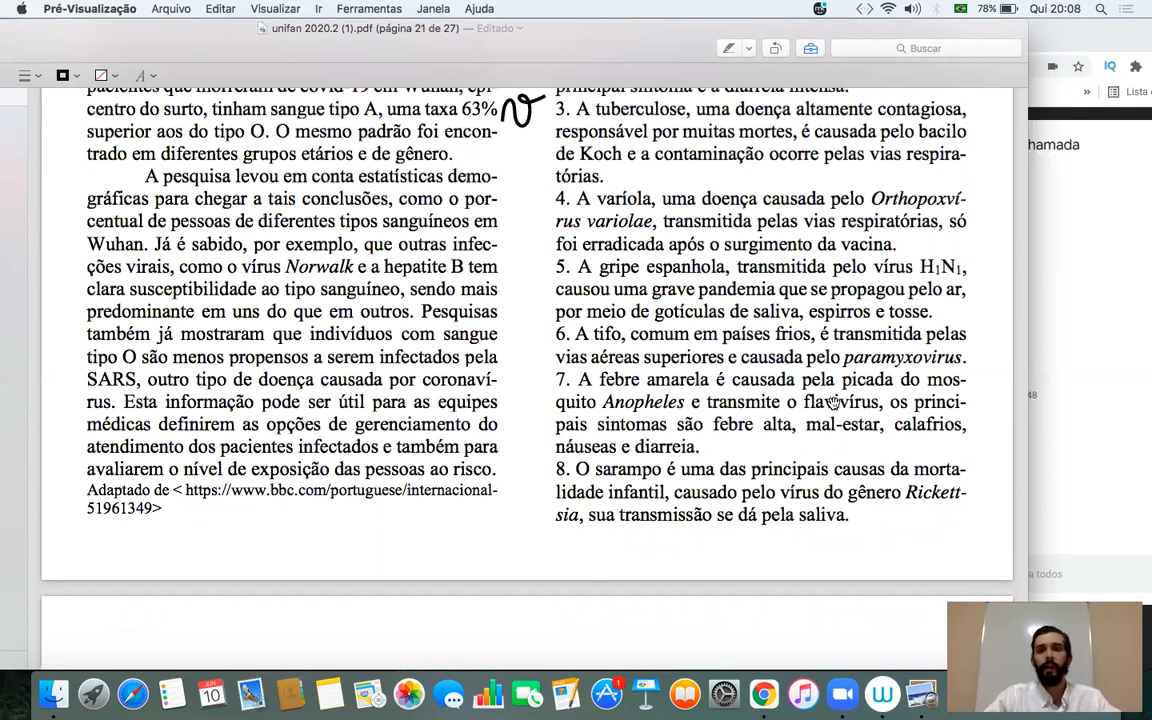 Pré-Visualização Arquivo Editar Visualizar Ir Ferramentas Janela Ajuda 78% Qui 20:08
unifan 2020.2 (1).pdf (página 21 de 27) — Editado
Buscar
A
IQ
» Lista
centro do surto, tinham sangue tipo A, uma taxa 63%
superior aos do tipo O. O mesmo padrão foi encon-
trado em diferentes grupos etários e de gênero.
A pesquisa levou em conta estatísticas demo-
gráficas para chegar a tais conclusões, como o por-
centual de pessoas de diferentes tipos sanguíneos em
Wuhan. Já é sabido, por exemplo, que outras infec-
ções virais, como o vírus Norwalk e a hepatite B tem
clara susceptibilidade ao tipo sanguíneo, sendo mais
predominante em uns do que em outros. Pesquisas
também já mostraram que indivíduos com sangue
tipo O são menos propensos a serem infectados pela
SARS, outro tipo de doença causada por coronaví-
rus. Esta informação pode ser útil para as equipes
médicas definirem as opções de gerenciamento do
atendimento dos pacientes infectados e também para
avaliarem o nível de exposição das pessoas ao risco.
Adaptado de < https://www.bbc.com/portuguese/internacional-
51961349>
3. A tuberculose, uma doença altamente contagiosa,
responsável por muitas mortes, é causada pelo bacilo
de Koch e a contaminação ocorre pelas vias respira-
tórias.
4. A varíola, uma doença causada pelo Orthopoxví-
rus variolae, transmitida pelas vias respiratórias, só
foi erradicada após o surgimento da vacina.
5. A gripe espanhola, transmitida pelo vírus H₁N₁,
causou uma grave pandemia que se propagou pelo ar,
por meio de gotículas de saliva, espirros e tosse.
6. A tifo, comum em países frios, é transmitida pelas
vias aéreas superiores e causada pelo paramyxovirus.
7. A febre amarela é causada pela picada do mos-
quito Anopheles e transmite o flavivírus, os princi-
pais sintomas são febre alta, mal-estar, calafrios,
náuseas e diarreia.
8. O sarampo é uma das principais causas da morta-
lidade infantil, causado pelo vírus do gênero Rickett-
sia, sua transmissão se dá pela saliva.
hamada
48
a todos
OUT
10
1
W